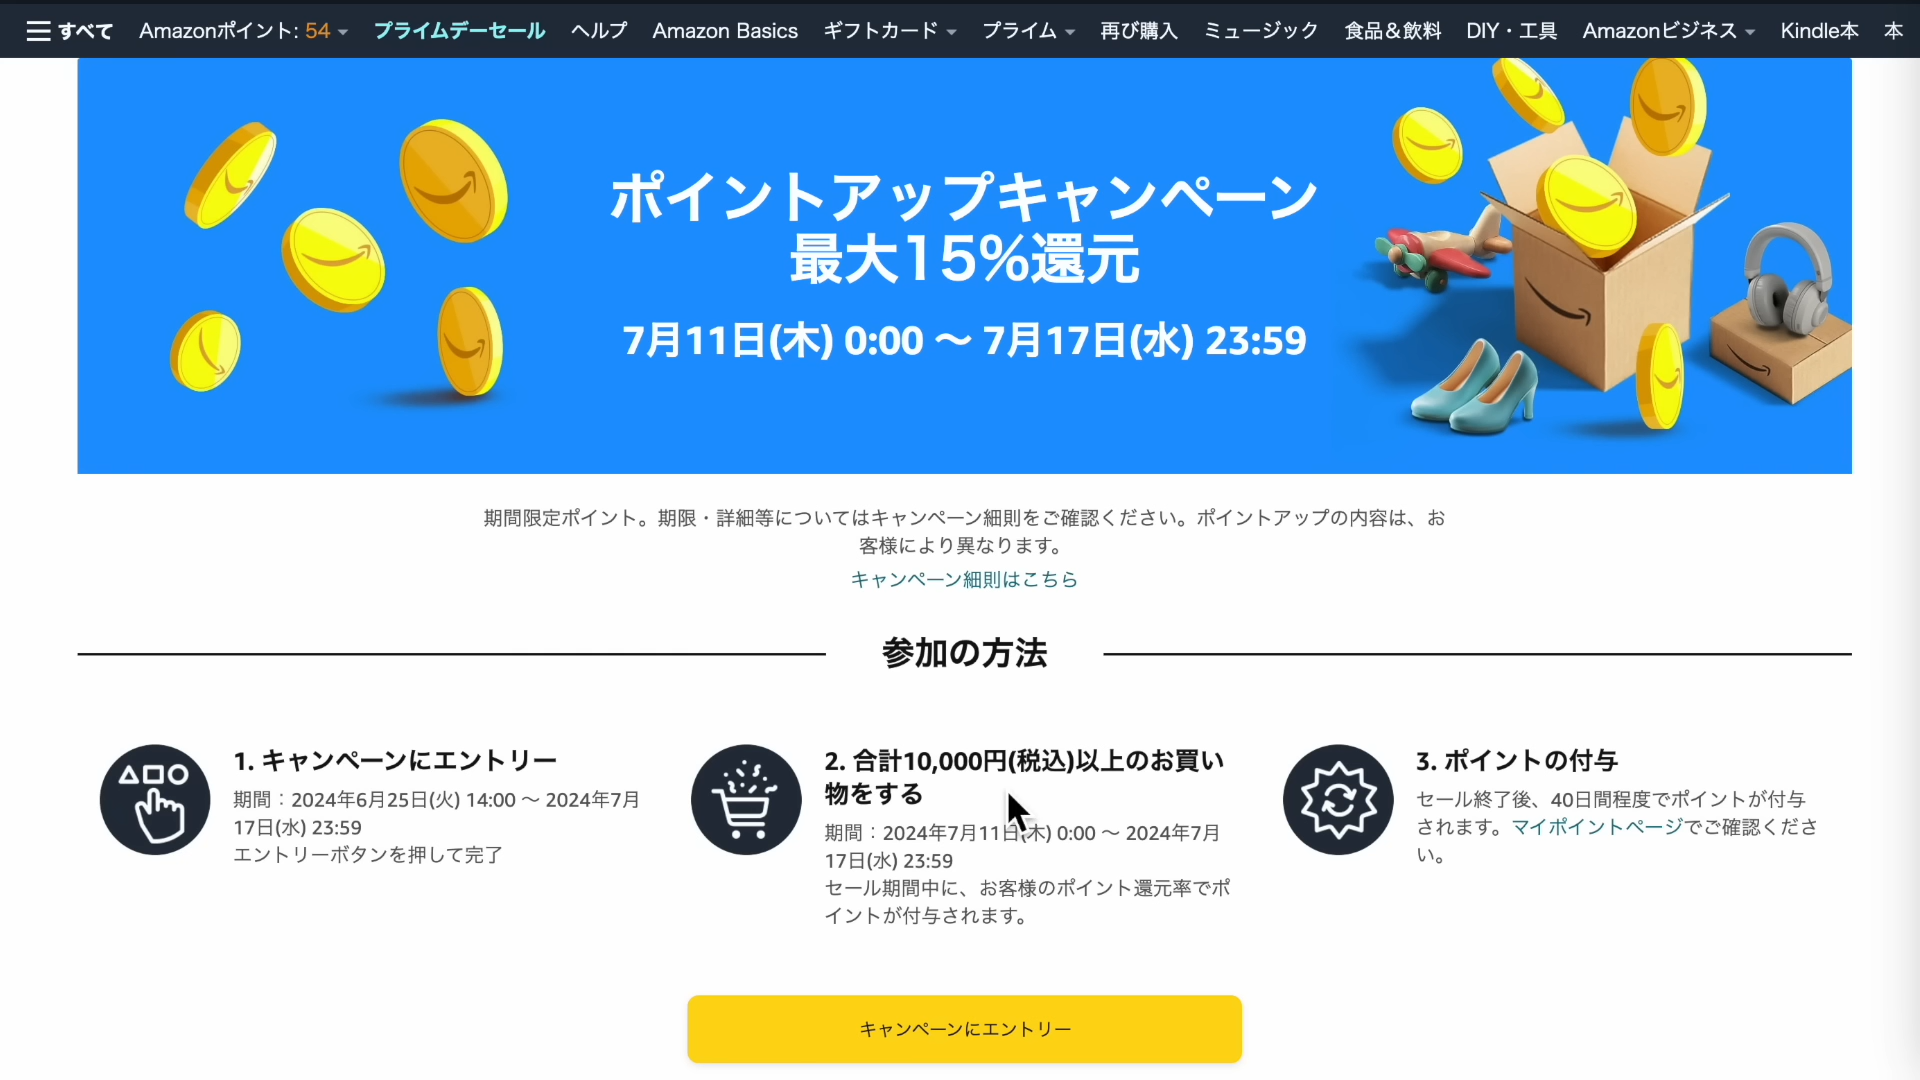 すべて Amazonポイント: 54 プライムデーセール ヘルプ Amazon Basics ギフトカード プライム 再び購入 ミュージック 食品＆飲料 DIY・工具 Amazonビジネス Kindle本 本
ポイントアップキャンペーン
最大15%還元
7月11日(木) 0:00 ～ 7月17日(水) 23:59
期間限定ポイント。期限・詳細等についてはキャンペーン細則をご確認ください。ポイントアップの内容は、お
客様により異なります。
キャンペーン細則はこちら
参加の方法
1. キャンペーンにエントリー
期間：2024年6月25日(火) 14:00 ～ 2024年7月
17日(水) 23:59
エントリーボタンを押して完了
2. 合計10,000円(税込)以上のお買い
物をする
期間：2024年7月11日(木) 0:00 ～ 2024年7月
17日(水) 23:59
セール期間中に、お客様のポイント還元率でポ
イントが付与されます。
3. ポイントの付与
セール終了後、40日間程度でポイントが付与
されます。マイポイントページでご確認くださ
い。
キャンペーンにエントリー